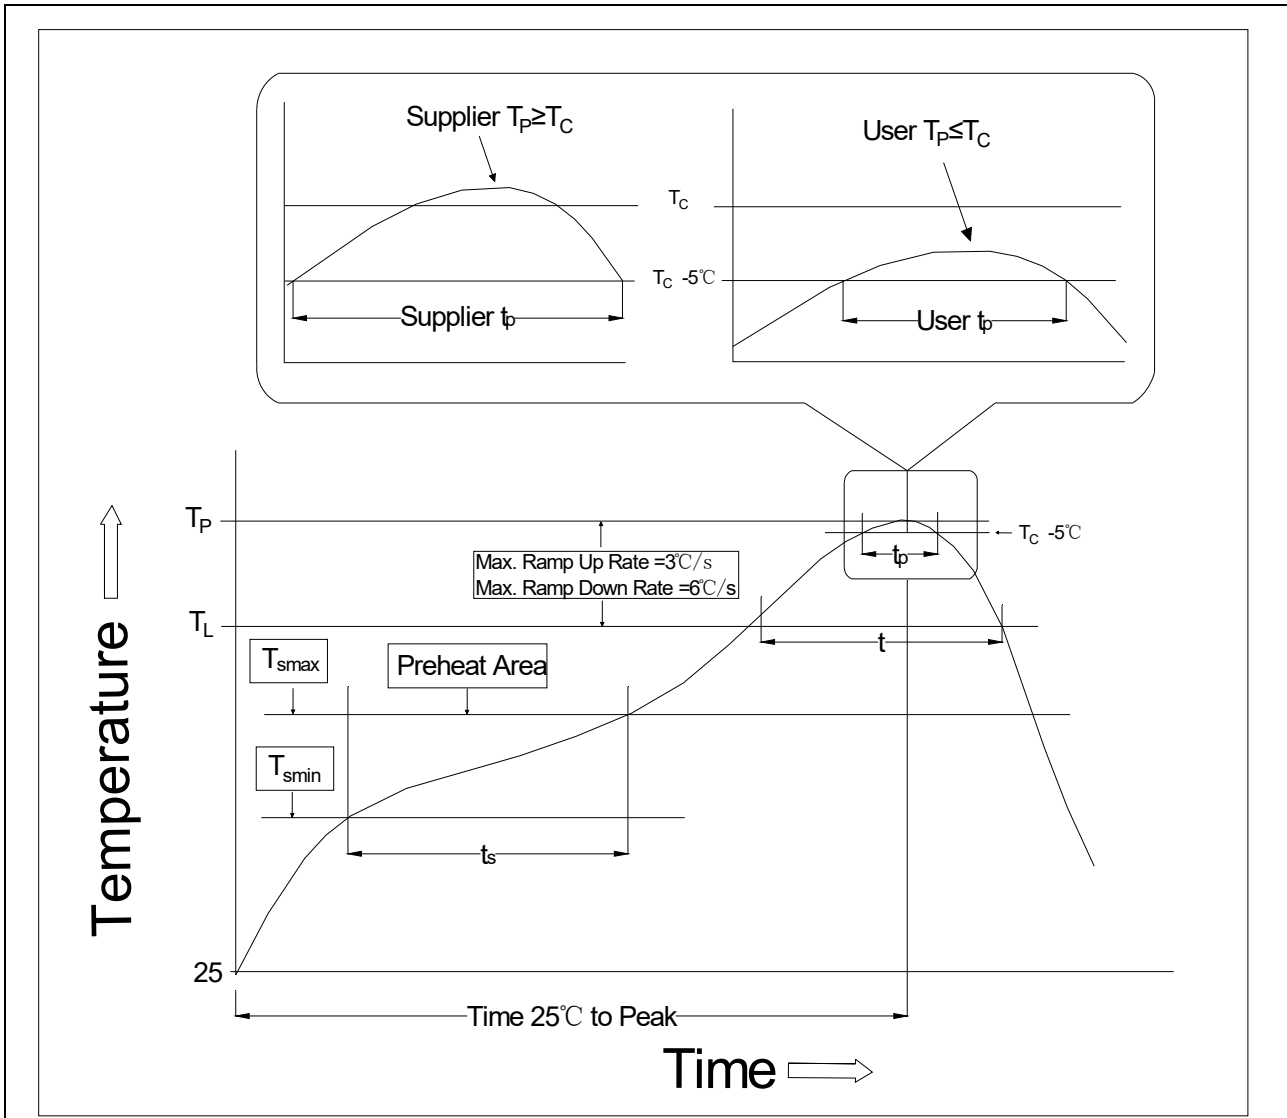 Supplier TP≥TC
User TP≤TC
TC
TC -5℃
Supplier tp
User tp
TP
TC -5℃
tp
Max. Ramp Up Rate =3℃/s
Max. Ramp Down Rate =6℃/s
TL
t
Tsmax
Preheat Area
Tsmin
ts
Temperature
25
Time 25℃ to Peak
Time